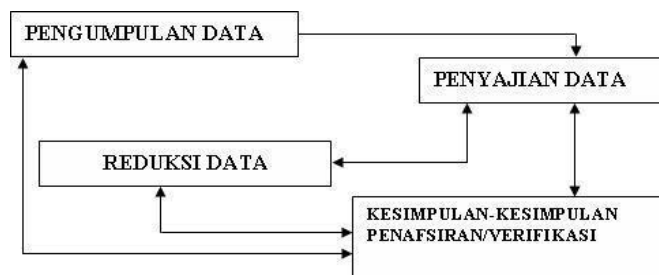 PENGUMPULAN DATA
PENYAJIAN DATA
REDUKSI DATA
KESIMPULAN-KESIMPULAN
PENAFSIRAN/VERIFIKASI